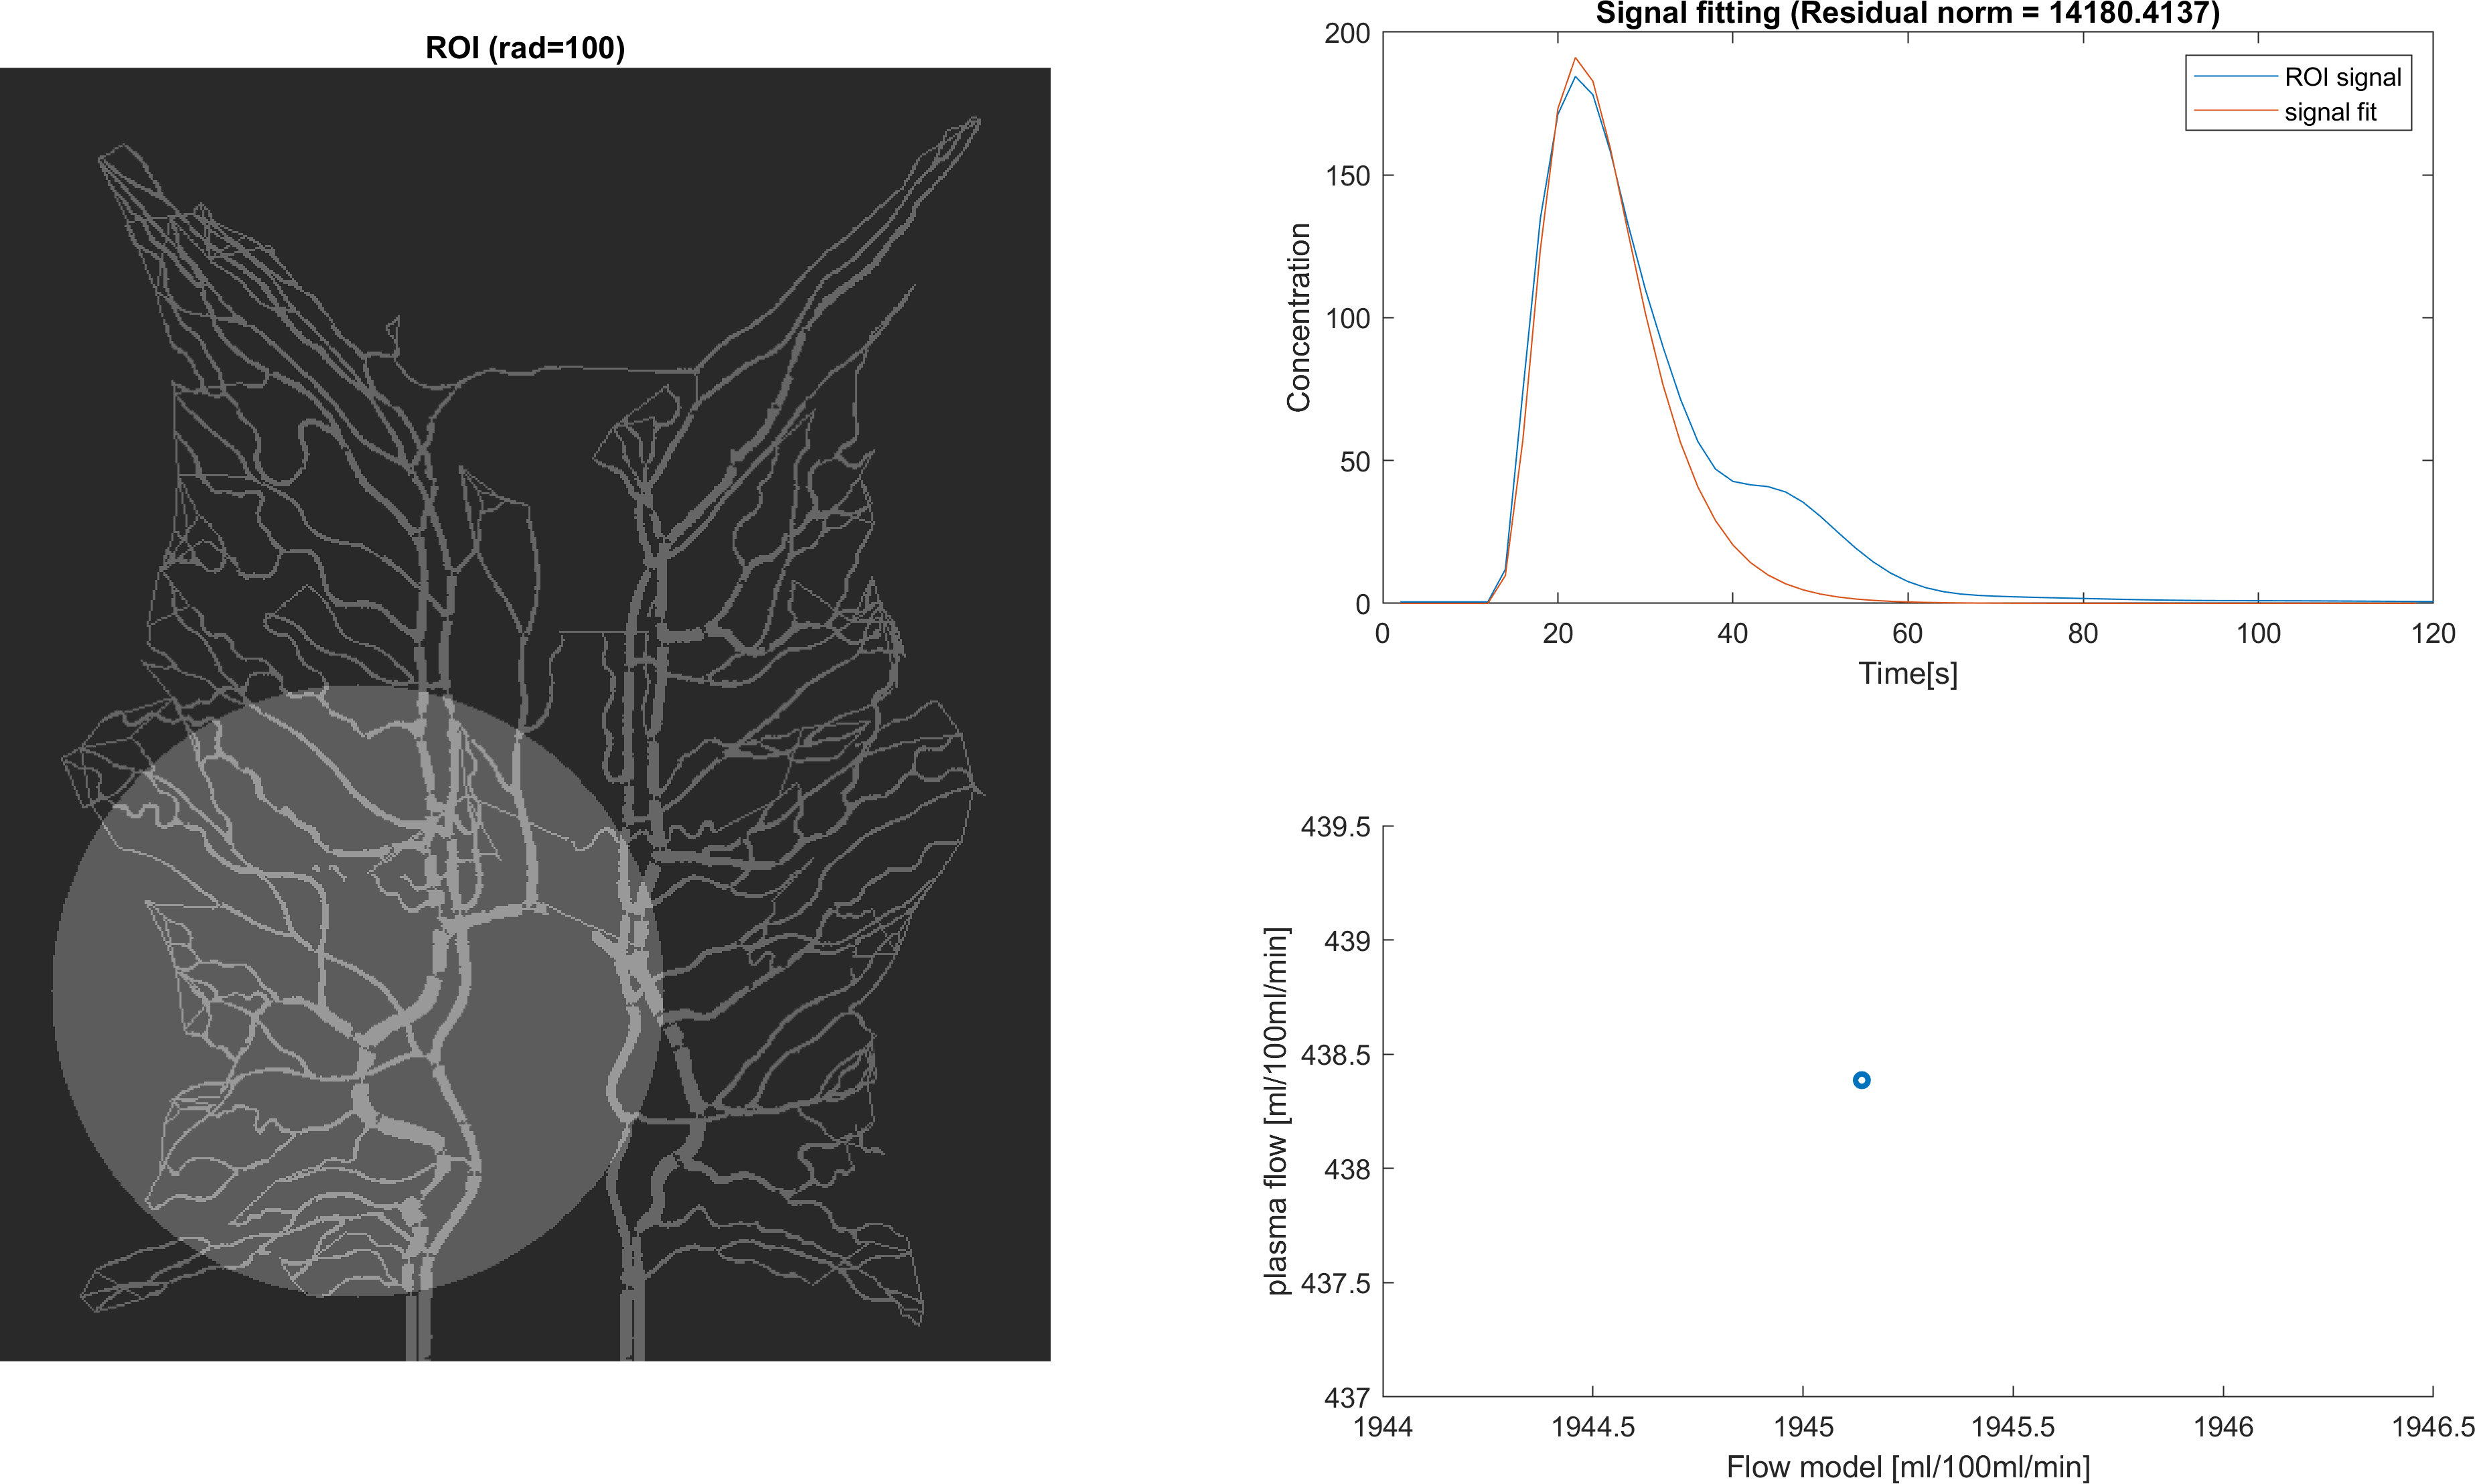 ROI (rad=100)
Signal fitting (Residual norm = 14180.4137)
200
150
100
50
0
Concentration
0 20 40 60 80 100 120
Time[s]
ROI signal
signal fit
439.5
439
438.5
438
437.5
437
plasma flow [ml/100ml/min]
1944 1944.5 1945 1945.5 1946 1946.5
Flow model [ml/100ml/min]